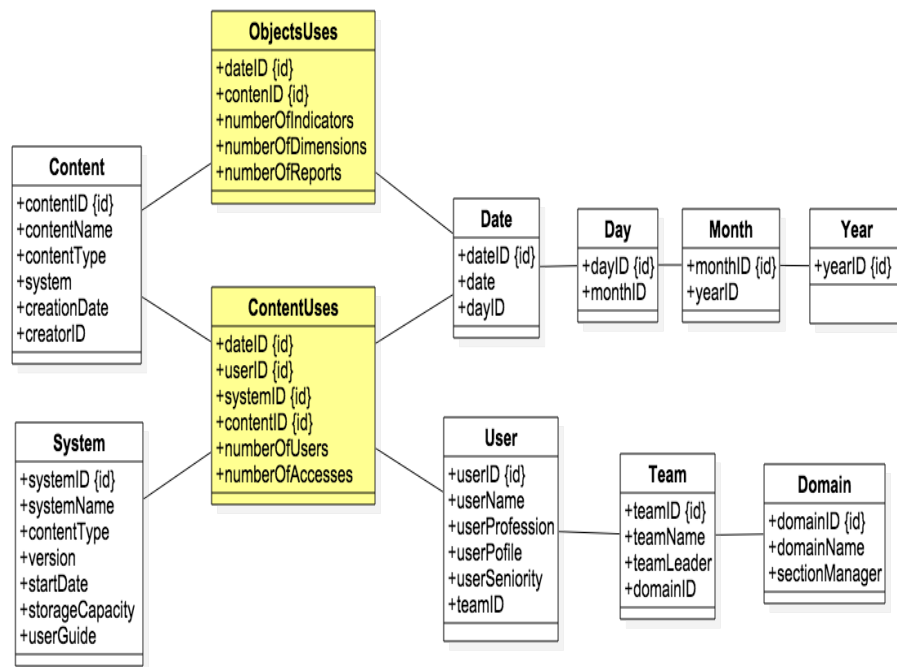 ObjectsUses
+dateID {id}
+contenID {id}
+numberOfIndicators
+numberOfDimensions
+numberOfReports
Content
+contentID {id}
+contentName
+contentType
+system
+creationDate
+creatorID
Date
+dateID {id}
+date
+dayID
Day
+dayID {id}
+monthID
Month
+monthID {id}
+yearID
Year
+yearID {id}
ContentUses
+dateID {id}
+userID {id}
+systemID {id}
+contentID {id}
+numberOfUsers
+numberOfAccesses
System
+systemID {id}
+systemName
+contentType
+version
+startDate
+storageCapacity
+userGuide
User
+userID {id}
+userName
+userProfession
+userPofile
+userSeniority
+teamID
Team
+teamID {id}
+teamName
+teamLeader
+domainID
Domain
+domainID {id}
+domainName
+sectionManager